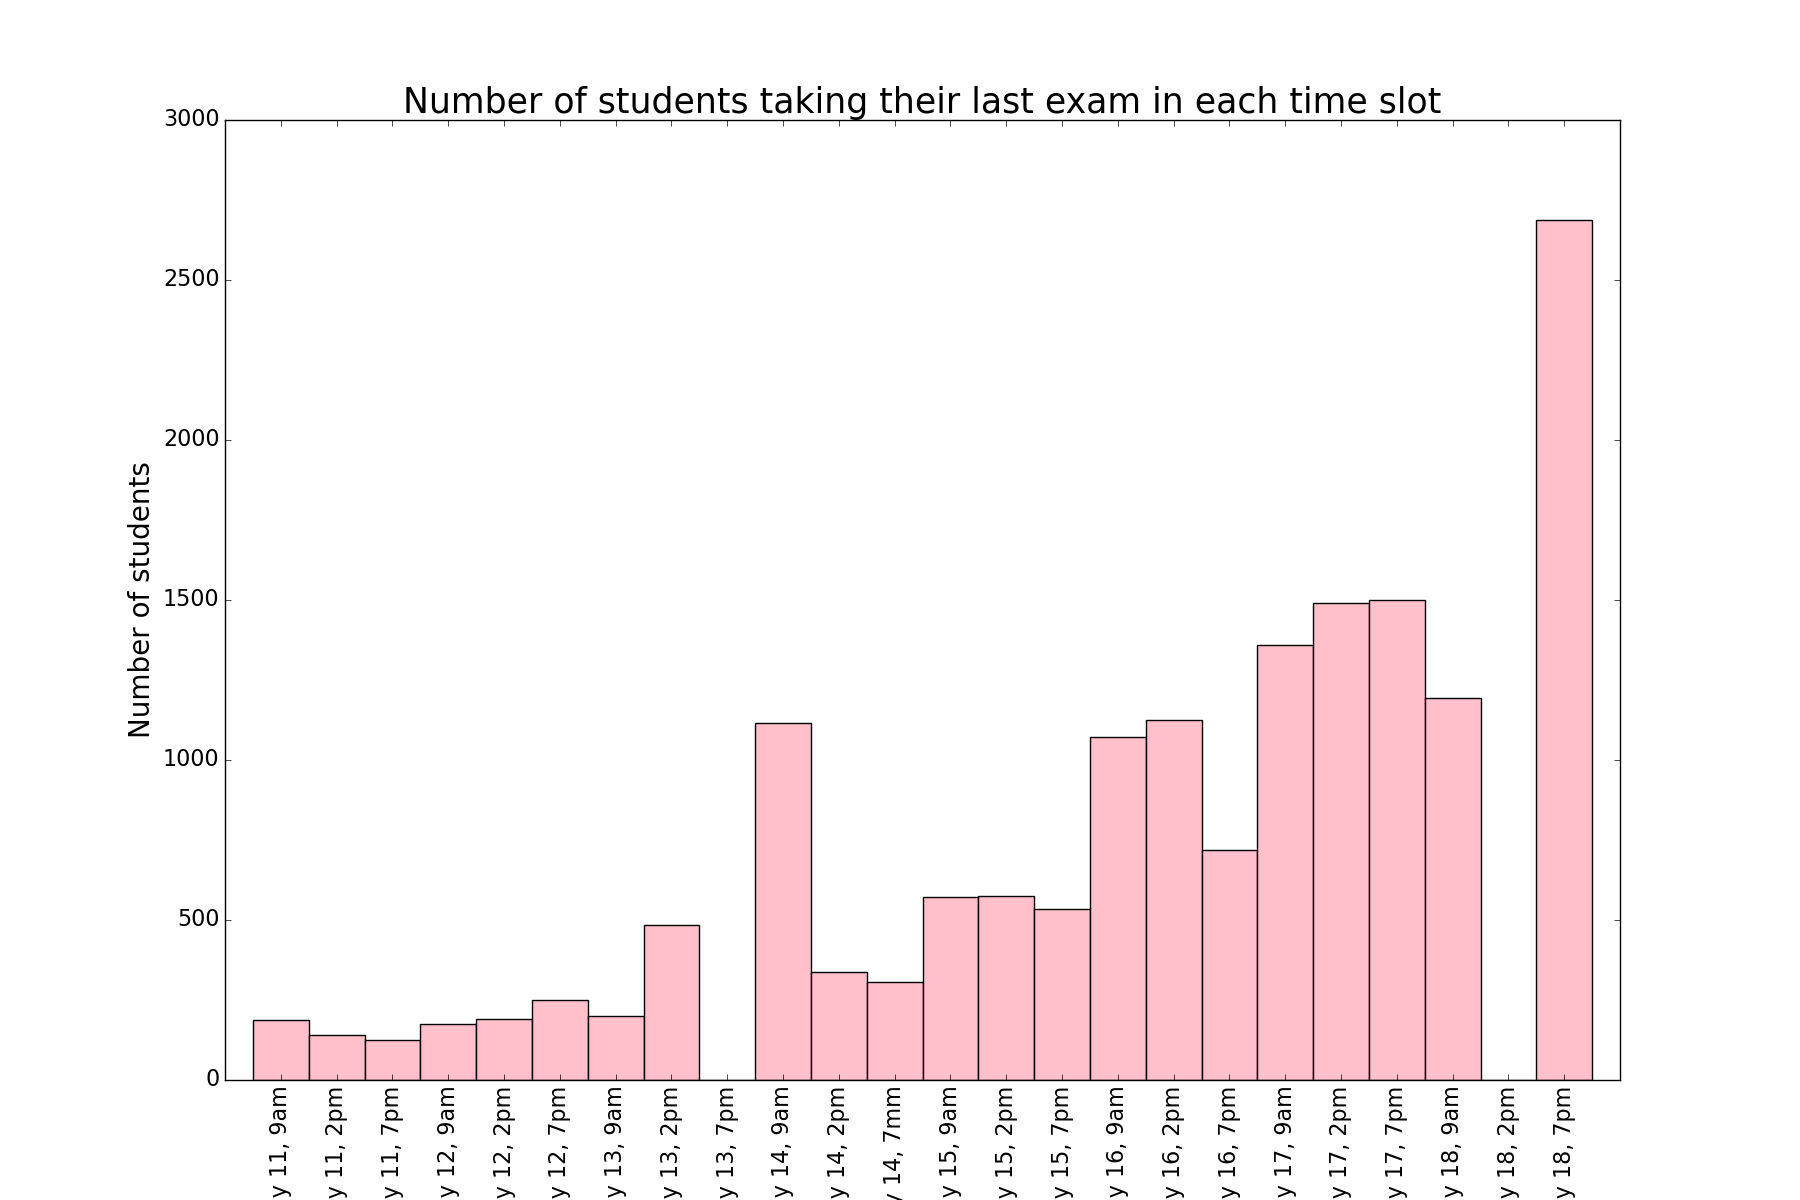 Number of students taking their last exam in each time slot
Number of students
3000
2500
2000
1500
1000
500
0
y 11, 9am
y 11, 2pm
y 11, 7pm
y 12, 9am
y 12, 2pm
y 12, 7pm
y 13, 9am
y 13, 2pm
y 13, 7pm
y 14, 9am
y 14, 2pm
y 14, 7mm
y 15, 9am
y 15, 2pm
y 15, 7pm
y 16, 9am
y 16, 2pm
y 16, 7pm
y 17, 9am
y 17, 2pm
y 17, 7pm
y 18, 9am
y 18, 2pm
y 18, 7pm